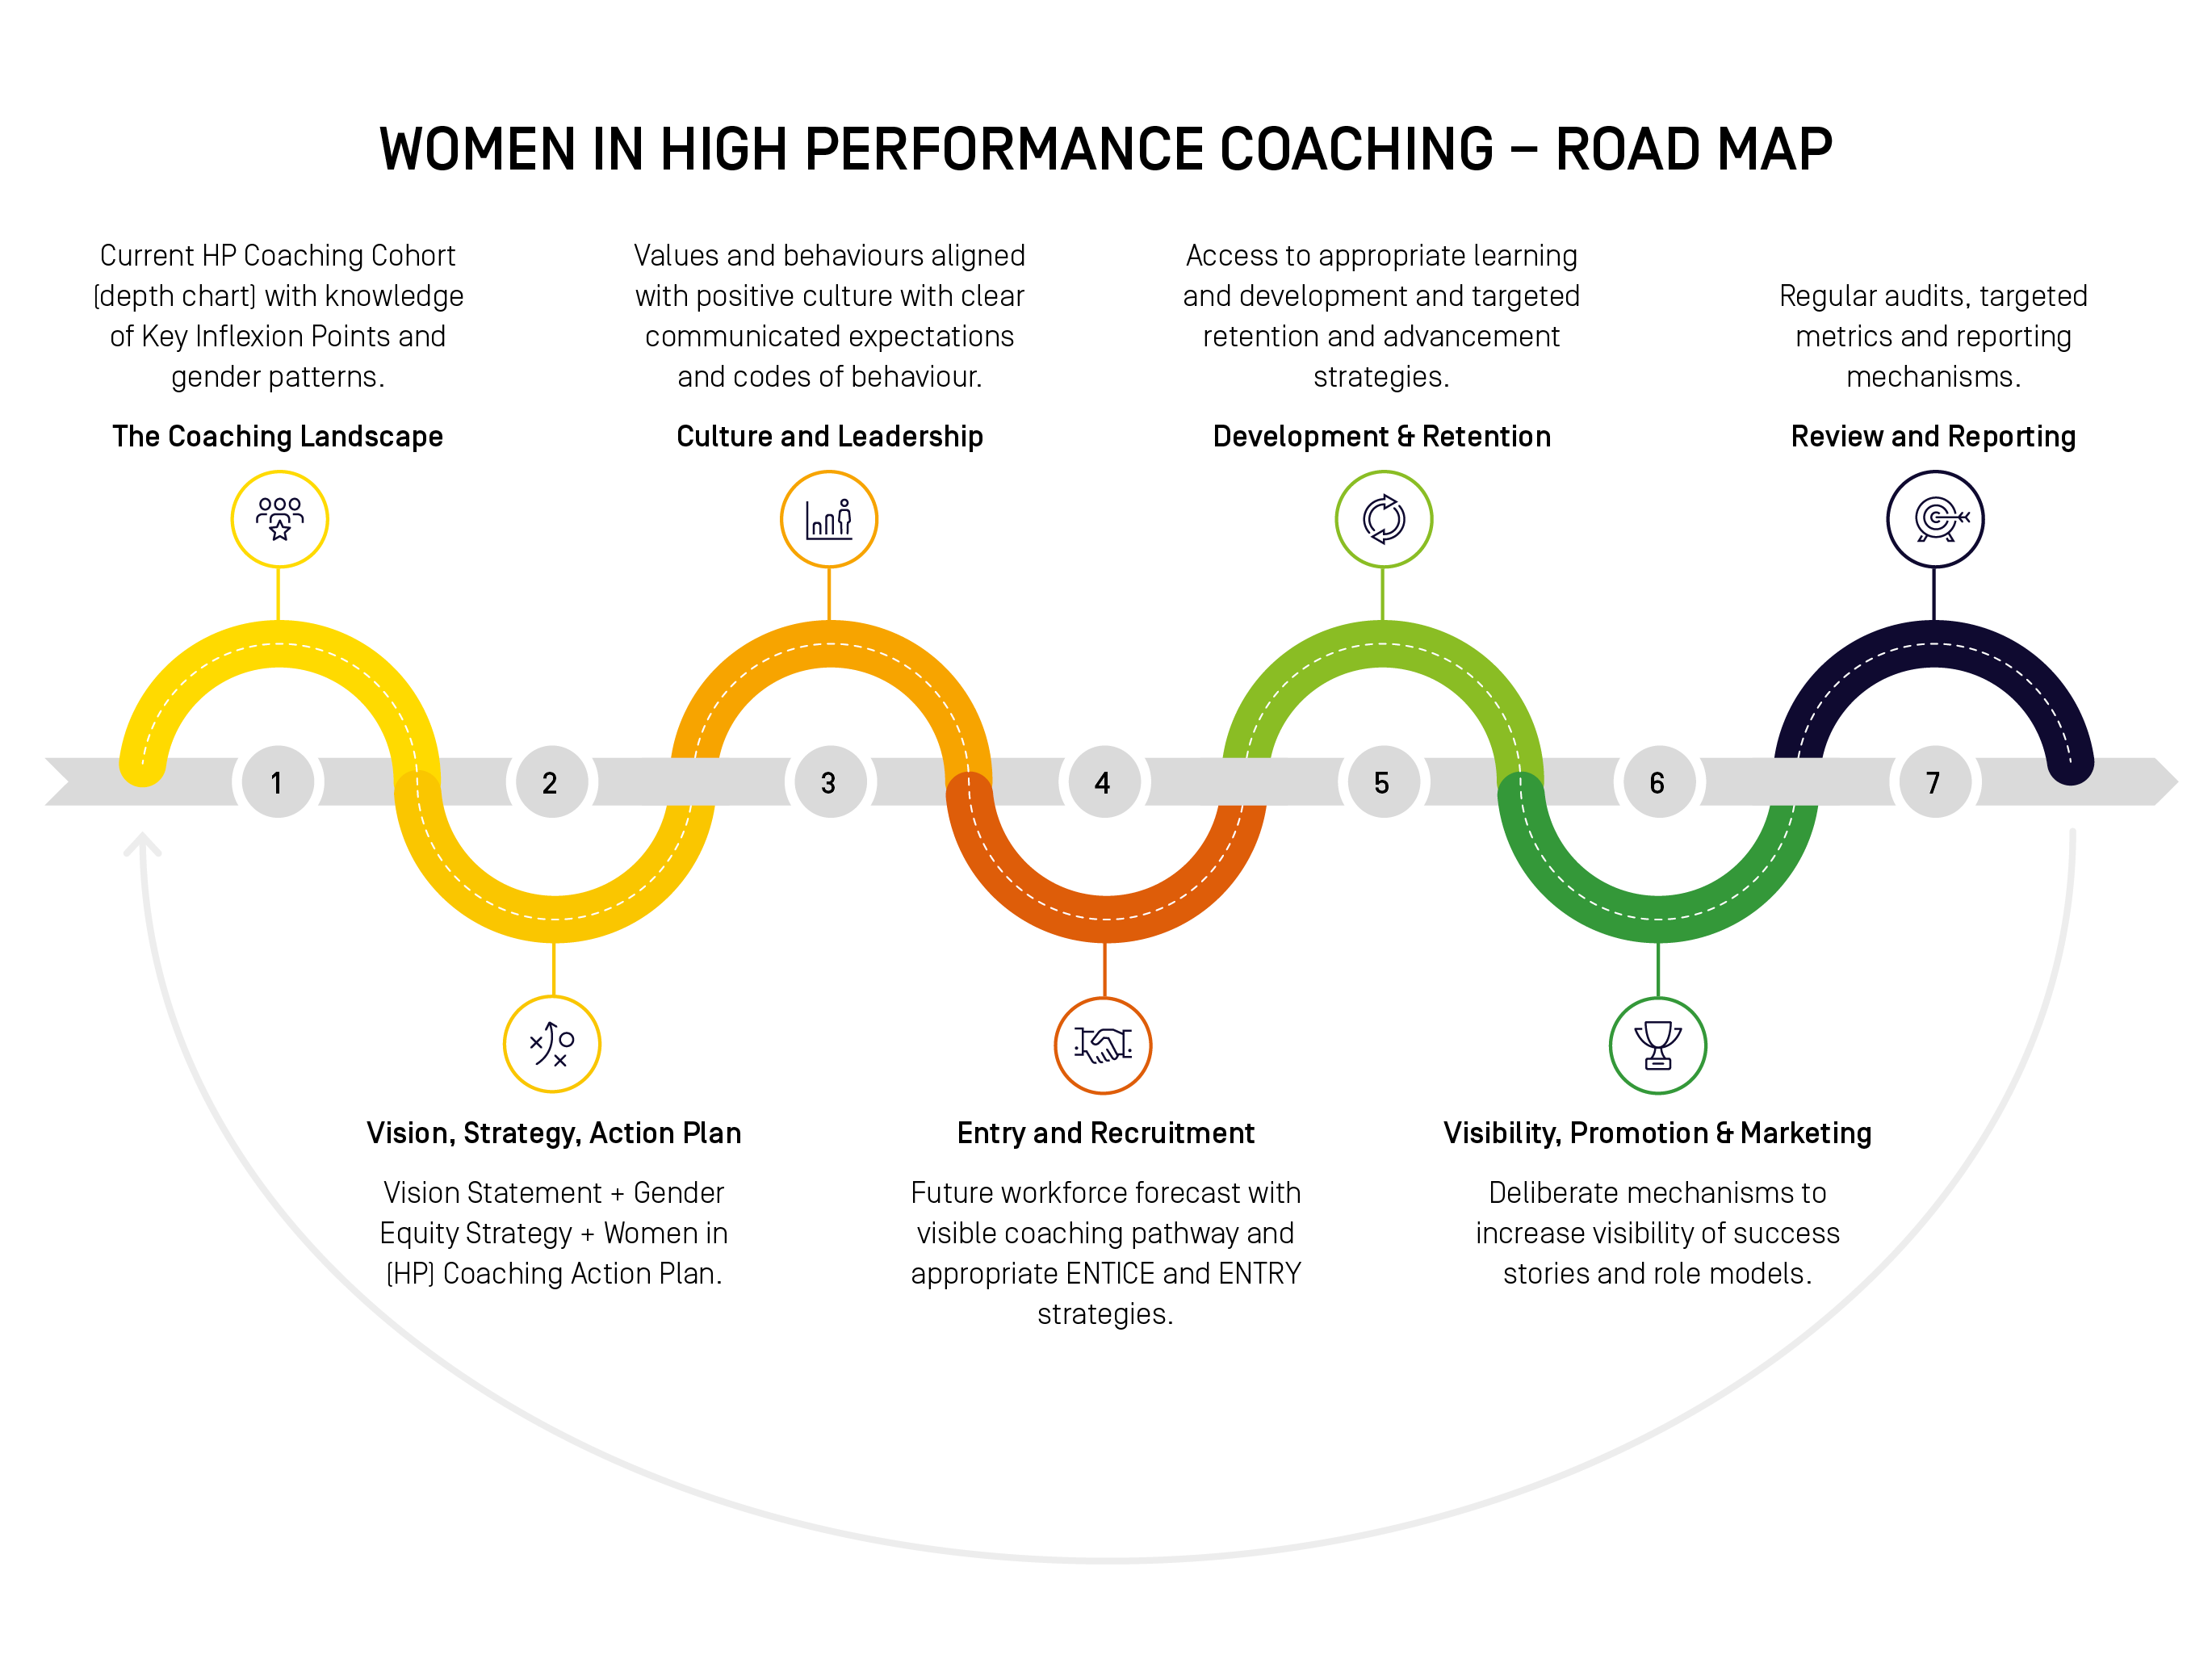 WOMEN IN HIGH PERFORMANCE COACHING – ROAD MAP
Current HP Coaching Cohort
(depth chart) with knowledge
of Key Inflexion Points and
gender patterns.
The Coaching Landscape
Values and behaviours aligned
with positive culture with clear
communicated expectations
and codes of behaviour.
Culture and Leadership
Access to appropriate learning
and development and targeted
retention and advancement
strategies.
Development & Retention
Regular audits, targeted
metrics and reporting
mechanisms.
Review and Reporting
1
2
3
4
5
6
7
Vision, Strategy, Action Plan
Vision Statement + Gender
Equity Strategy + Women in
(HP) Coaching Action Plan.
Entry and Recruitment
Future workforce forecast with
visible coaching pathway and
appropriate ENTICE and ENTRY
strategies.
Visibility, Promotion & Marketing
Deliberate mechanisms to
increase visibility of success
stories and role models.